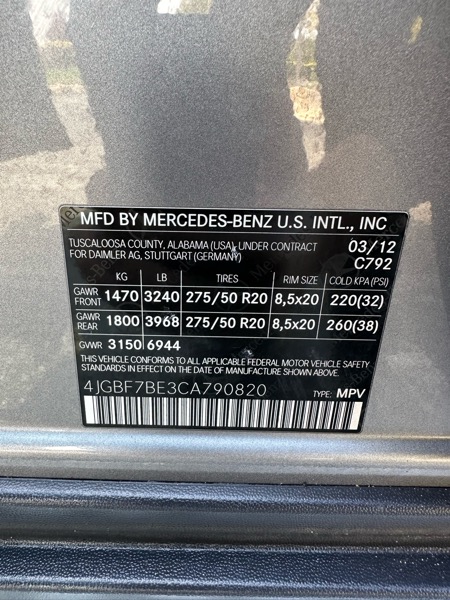 MFD BY MERCEDES-BENZ U.S. INTL., INC
TUSCALOOSA COUNTY, ALABAMA (USA), UNDER CONTRACT 03/12
FOR DAIMLER AG, STUTTGART (GERMANY) C792
KG LB TIRES RIM SIZE COLD KPA (PSI)
GAWR FRONT 1470 3240 275/50 R20 8,5x20 220(32)
GAWR REAR 1800 3968 275/50 R20 8,5x20 260(38)
GVWR 3150 6944
THIS VEHICLE CONFORMS TO ALL APPLICABLE FEDERAL MOTOR VEHICLE SAFETY
STANDARDS IN EFFECT ON THE DATE OF MANUFACTURE SHOWN ABOVE.
4JGBF7BE3CA790820 TYPE: MPV